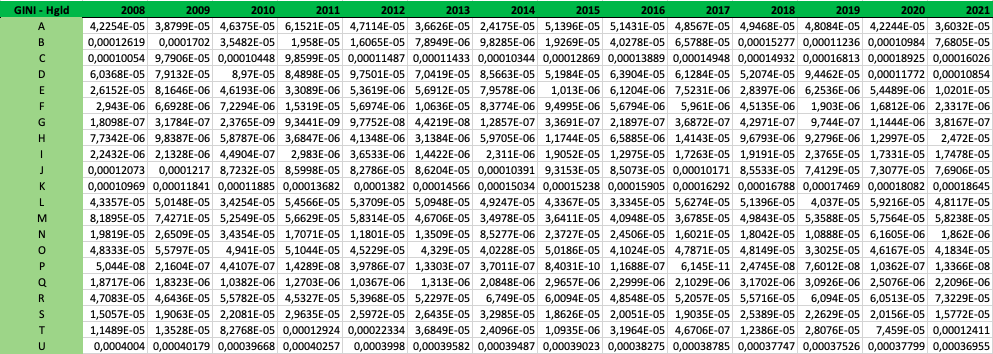 GINI - Hgld 2008 2009 2010 2011 2012 2013 2014 2015 2016 2017 2018 2019 2020 2021
A 4,2254E-05 3,8799E-05 4,6375E-05 6,1521E-05 4,7114E-05 3,6626E-05 2,4175E-05 5,1396E-05 5,1431E-05 4,8567E-05 4,9468E-05 4,8084E-05 4,2244E-05 3,6032E-05
B 0,00012619 0,0001702 3,5482E-05 1,958E-05 1,6065E-05 7,8949E-06 9,8285E-06 1,9269E-05 4,0278E-05 6,5788E-05 0,00015277 0,00011236 0,00010984 7,6805E-05
C 0,00010054 9,7906E-05 0,00010448 9,8599E-05 0,00011487 0,00011433 0,00010344 0,00012869 0,00013889 0,00014948 0,00014932 0,00016813 0,00018925 0,00016026
D 6,0368E-05 7,9132E-05 8,97E-05 8,4898E-05 9,7501E-05 7,0419E-05 8,5663E-05 5,1984E-05 6,3904E-05 6,1284E-05 5,2074E-05 9,4462E-05 0,00011772 0,00010854
E 2,6152E-05 8,1646E-06 4,6193E-06 3,3089E-06 5,3619E-06 5,6912E-05 7,9578E-06 1,013E-06 6,1204E-06 7,5231E-06 2,8397E-06 6,2536E-06 5,4489E-06 1,0201E-05
F 2,943E-06 6,6928E-06 7,2294E-06 1,5319E-05 5,6974E-06 1,0636E-05 8,3774E-06 9,4995E-06 5,6794E-06 5,961E-06 4,5135E-06 1,903E-06 1,6812E-06 2,3317E-06
G 1,8098E-07 3,1784E-07 2,3765E-09 9,3441E-09 9,7752E-08 4,4219E-08 1,2857E-07 3,3691E-07 2,1897E-07 3,6872E-07 4,2971E-07 9,744E-07 1,1444E-06 3,8167E-07
H 7,7342E-06 9,8387E-06 5,8787E-06 3,6847E-06 4,1348E-06 3,1384E-06 5,9705E-06 1,1744E-05 6,5885E-06 1,4143E-05 9,6793E-06 9,2796E-06 1,2997E-05 2,472E-05
I 2,2432E-06 2,1328E-06 4,4904E-07 2,983E-06 3,6533E-06 1,4422E-06 2,311E-06 1,9052E-05 1,2975E-05 1,7263E-05 1,9191E-05 2,3765E-05 1,7331E-05 1,7478E-05
J 0,00012073 0,0001217 8,7232E-05 8,5998E-05 8,2786E-05 8,6204E-05 0,00010391 9,3153E-05 8,5073E-05 0,00010171 8,5533E-05 7,4129E-05 7,3077E-05 7,6906E-05
K 0,00010969 0,00011841 0,00011885 0,00013682 0,0001382 0,00014566 0,00015034 0,00015238 0,00015905 0,00016292 0,00016788 0,00017469 0,00018082 0,00018645
L 4,3357E-05 5,0148E-05 3,4254E-05 5,4566E-05 5,3709E-05 5,0948E-05 4,9247E-05 4,3367E-05 3,3345E-05 5,6274E-05 5,1396E-05 4,037E-05 5,9216E-05 4,8117E-05
M 8,1895E-05 7,4271E-05 5,2549E-05 5,6629E-05 5,8314E-05 4,6706E-05 3,4978E-05 3,6411E-05 4,0948E-05 3,6785E-05 4,9843E-05 5,3588E-05 5,7564E-05 5,8238E-05
N 1,9819E-05 2,6509E-05 3,4354E-05 1,7071E-05 1,1801E-05 1,3509E-05 8,5277E-06 2,3727E-05 2,4506E-05 1,6021E-05 1,8042E-05 1,0888E-05 6,1605E-06 1,862E-06
O 4,8333E-05 5,5797E-05 4,941E-05 5,1044E-05 4,5229E-05 4,329E-05 4,0228E-05 5,0186E-05 4,1024E-05 4,7871E-05 4,8149E-05 3,3025E-05 4,6167E-05 4,1834E-05
P 5,044E-08 2,1604E-07 4,4107E-07 1,4289E-08 3,9786E-07 1,3303E-07 3,7011E-07 8,4031E-10 1,1688E-07 6,145E-11 2,4745E-08 7,6012E-08 1,0362E-07 1,3366E-08
Q 1,8717E-06 1,8323E-06 1,0382E-06 1,2703E-06 1,0367E-06 1,313E-06 2,0848E-06 2,9657E-06 2,2999E-06 2,1029E-06 3,1702E-06 3,0926E-06 2,5076E-06 2,2096E-06
R 4,7083E-05 4,6436E-05 5,5782E-05 4,5327E-05 5,3968E-05 5,2297E-05 6,749E-05 6,0094E-05 4,8548E-05 5,2057E-05 5,5716E-05 6,094E-05 6,0513E-05 7,3229E-05
S 1,5057E-05 1,9063E-05 2,2081E-05 2,9635E-05 2,5972E-05 2,6435E-05 3,2985E-05 1,8626E-05 2,0051E-05 1,9035E-05 2,5389E-05 2,2629E-05 2,0156E-05 1,5772E-05
T 1,1489E-05 1,3528E-05 8,2768E-05 0,00012924 0,00022334 3,6849E-05 2,4096E-05 1,0935E-06 3,1964E-05 4,6706E-07 1,2386E-05 2,8076E-05 7,459E-05 0,00012411
U 0,0004004 0,00040179 0,00039668 0,00040257 0,0003998 0,00039582 0,00039487 0,00039023 0,00038275 0,00038785 0,00037747 0,00037526 0,00037799 0,00036955